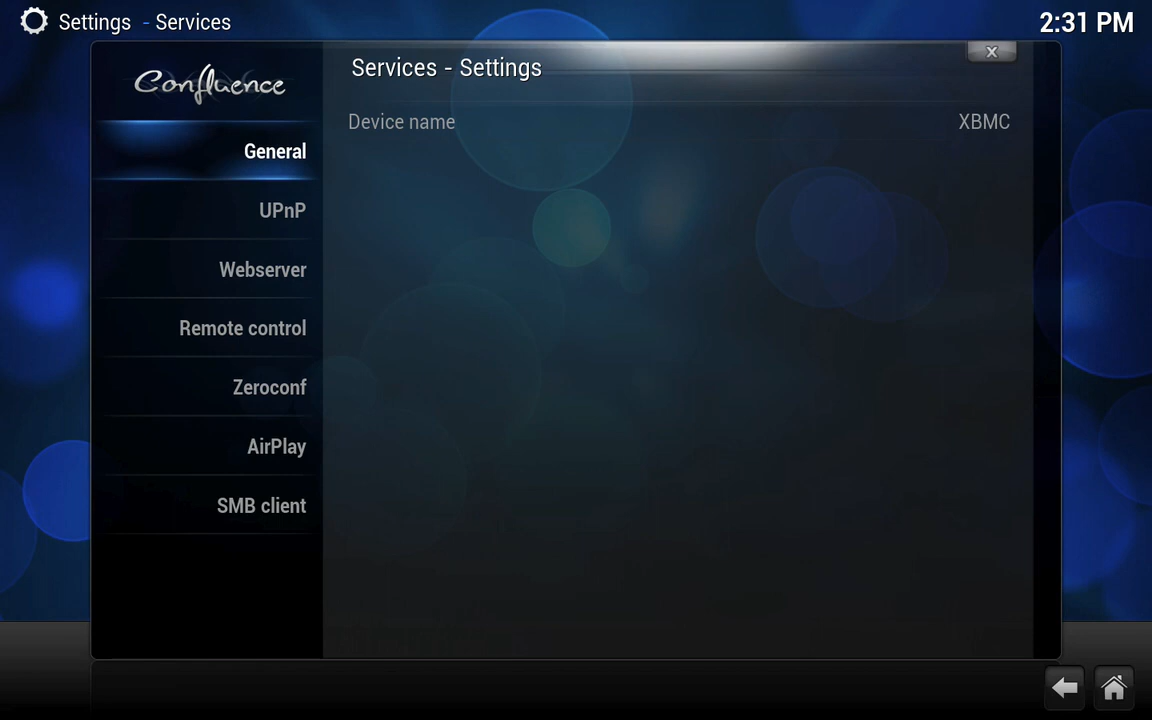 Settings - Services
2:31 PM
Confluence
Services - Settings
Device name XBMC
General
UPnP
Webserver
Remote control
Zeroconf
AirPlay
SMB client